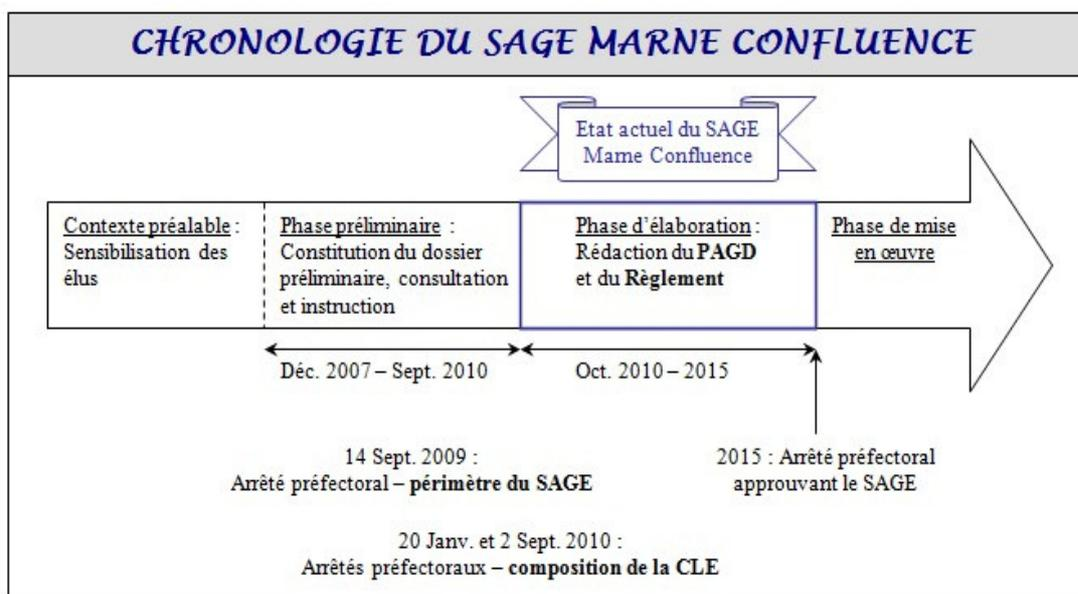 CHRONOLOGIE DU SAGE MARNE CONFLUENCE
Etat actuel du SAGE
Marne Confluence
Contexte préalable :
Sensibilisation des
élus
Phase préliminaire :
Constitution du dossier
préliminaire, consultation
et instruction
Phase d'élaboration :
Rédaction du PAGD
et du Règlement
Phase de mise
en œuvre
Déc. 2007 – Sept. 2010
Oct. 2010 – 2015
14 Sept. 2009 :
Arrêté préfectoral – périmètre du SAGE
2015 : Arrêté préfectoral
approuvant le SAGE
20 Janv. et 2 Sept. 2010 :
Arrêtés préfectoraux – composition de la CLE